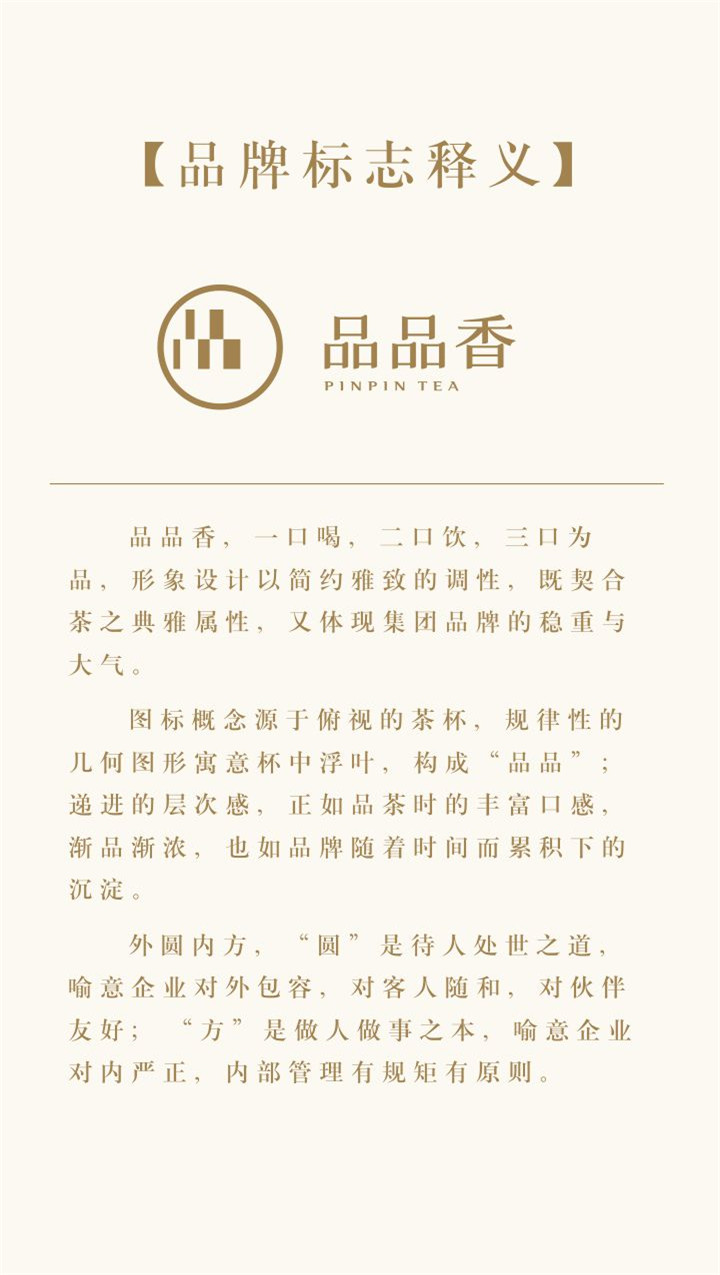 【品牌标志释义】
品品香
PINPIN TEA
品品香，一口喝，二口饮，三口为
品，形象设计以简约雅致的调性，既契合
茶之典雅属性，又体现集团品牌的稳重与
大气。
图标概念源于俯视的茶杯，规律性的
几何图形寓意杯中浮叶，构成“品品”；
递进的层次感，正如品茶时的丰富口感，
渐品渐浓，也如品牌随着时间而累积下的
沉淀。
外圆内方，“圆”是待人处世之道，
喻意企业对外包容，对客人随和，对伙伴
友好；“方”是做人做事之本，喻意企业
对内严正，内部管理有规矩有原则。